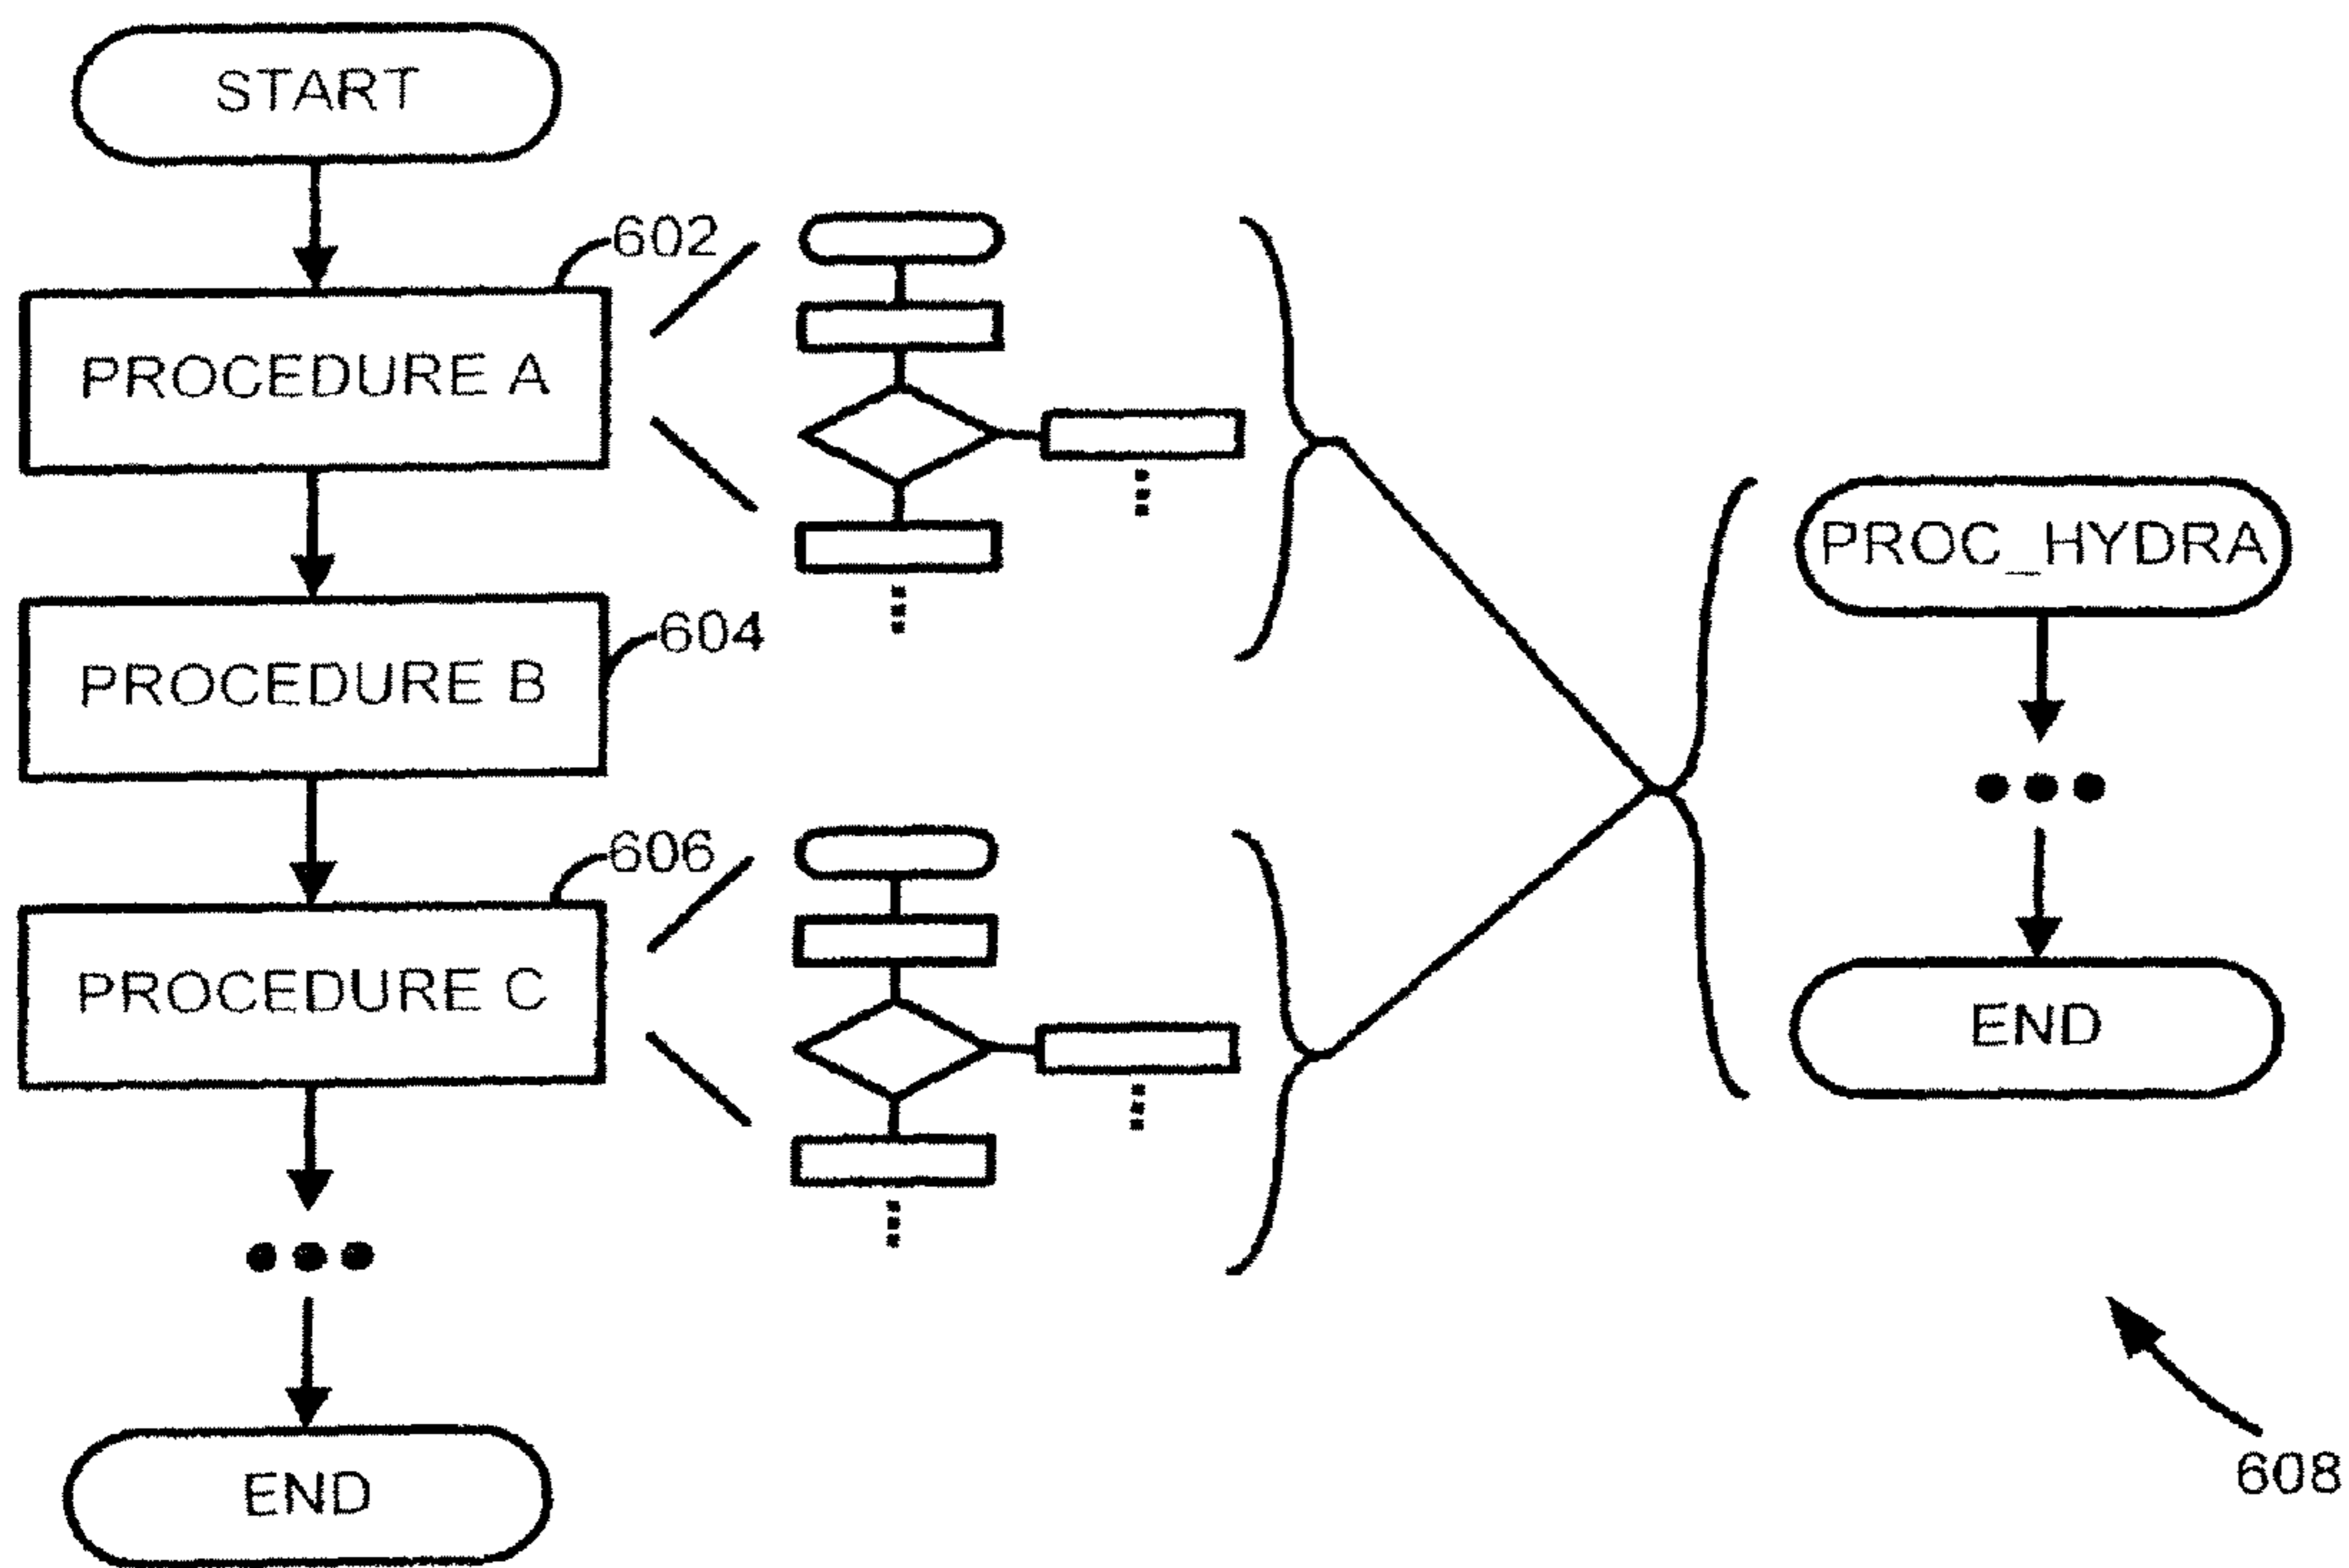 START
602
PROCEDURE A
604
PROCEDURE B
606
PROCEDURE C
END
PROC_HYDRA
END
608